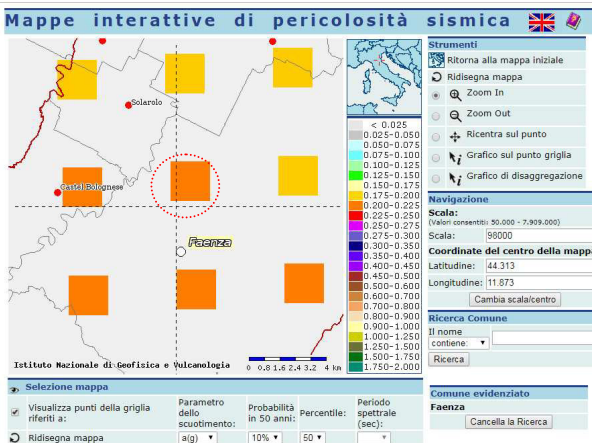 Mappe interattive di pericolosità sismica
Solarolo
Castel Bolognese
Faenza
Istituto Nazionale di Geofisica e Vulcanologia
0 0.8 1.6 2.4 3.2 4 km
< 0.025
0.025-0.050
0.050-0.075
0.075-0.100
0.100-0.125
0.125-0.150
0.150-0.175
0.175-0.200
0.200-0.225
0.225-0.250
0.250-0.275
0.275-0.300
0.300-0.350
0.350-0.400
0.400-0.450
0.450-0.500
0.500-0.600
0.600-0.700
0.700-0.800
0.800-0.900
0.900-1.000
1.000-1.250
1.250-1.500
1.500-1.750
1.750-2.000
Strumenti
Ritorna alla mappa iniziale
Ridisegna mappa
Zoom In
Zoom Out
Ricentra sul punto
Grafico sul punto griglia
Grafico di disaggregazione
Navigazione
Scala:
(Valori consentiti: 50.000 - 7.909.000)
Scala: 98000
Coordinate del centro della mappa
Latitudine: 44.313
Longitudine: 11.873
Cambia scala/centro
Ricerca Comune
Il nome
contiene:
Ricerca
Comune evidenziato
Faenza
Cancella la Ricerca
Selezione mappa
Visualizza punti della griglia
riferiti a:
Parametro
dello
scuotimento:
Probabilità
in 50 anni:
Percentile:
Periodo
spettrale
(sec):
Ridisegna mappa
a(g) 10% 50